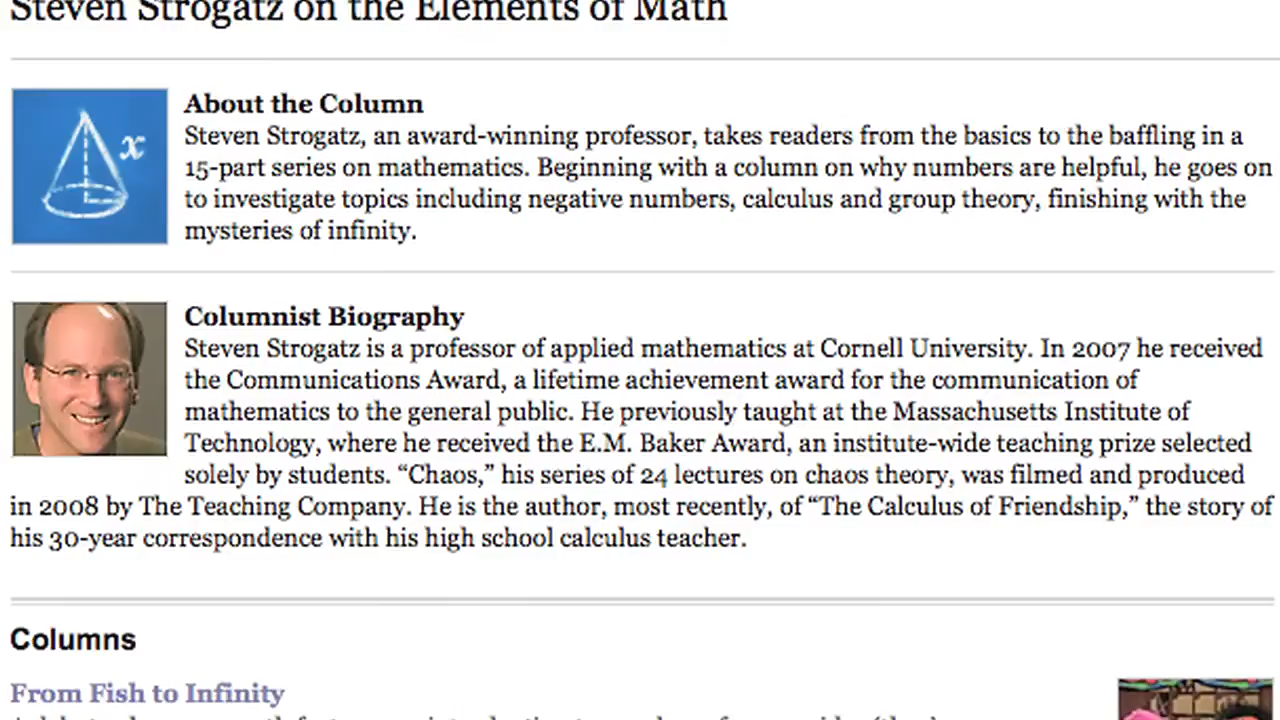 Steven Strogatz on the Elements of Math
About the Column
Steven Strogatz, an award-winning professor, takes readers from the basics to the baffling in a
15-part series on mathematics. Beginning with a column on why numbers are helpful, he goes on
to investigate topics including negative numbers, calculus and group theory, finishing with the
mysteries of infinity.
x
Columnist Biography
Steven Strogatz is a professor of applied mathematics at Cornell University. In 2007 he received
the Communications Award, a lifetime achievement award for the communication of
mathematics to the general public. He previously taught at the Massachusetts Institute of
Technology, where he received the E.M. Baker Award, an institute-wide teaching prize selected
solely by students. “Chaos,” his series of 24 lectures on chaos theory, was filmed and produced
in 2008 by The Teaching Company. He is the author, most recently, of “The Calculus of Friendship,” the story of
his 30-year correspondence with his high school calculus teacher.
Columns
From Fish to Infinity